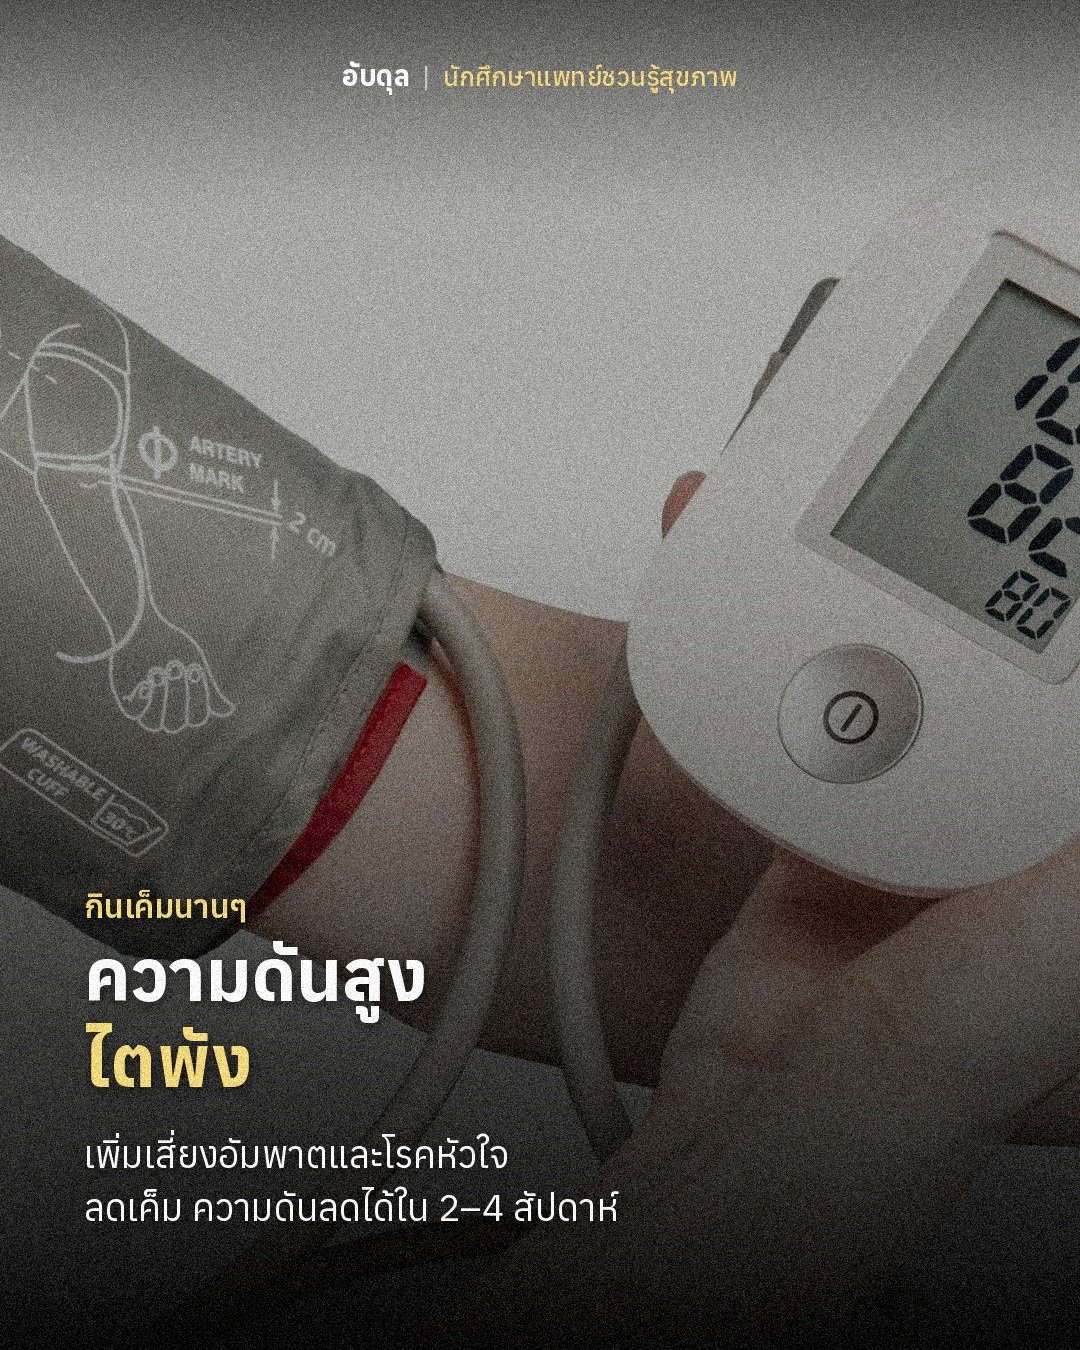 อับดุล | นักศึกษาแพทย์ชวนรู้สุขภาพ
ARTERY
MARK
2 cm
82
80
WASHABLE
CUFF
30°C
กินเค็มนานๆ
ความดันสูง
ไตพัง
เพิ่มเสี่ยงอัมพาตและโรคหัวใจ
ลดเค็ม ความดันลดได้ใน 2–4 สัปดาห์